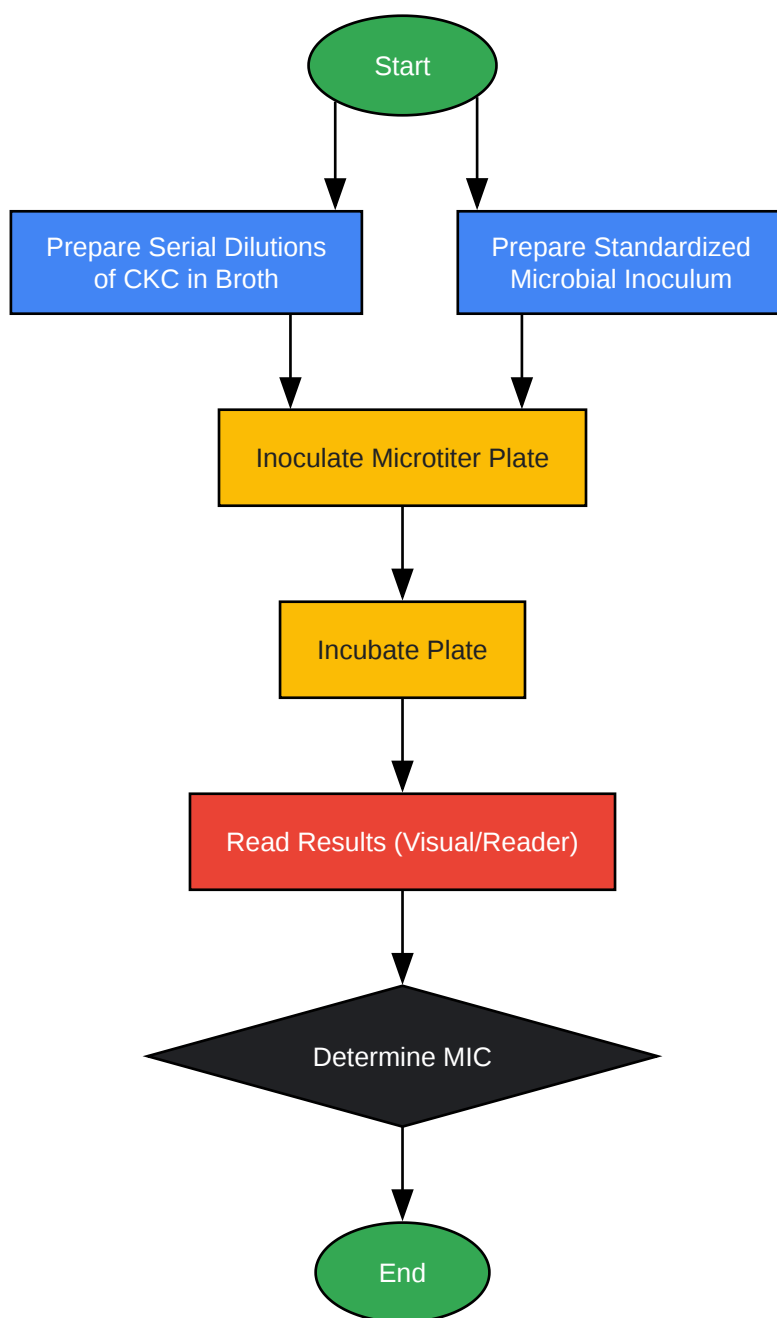 Start
Prepare Serial Dilutions
of CKC in Broth
Prepare Standardized
Microbial Inoculum
Inoculate Microtiter Plate
Incubate Plate
Read Results (Visual/Reader)
Determine MIC
End